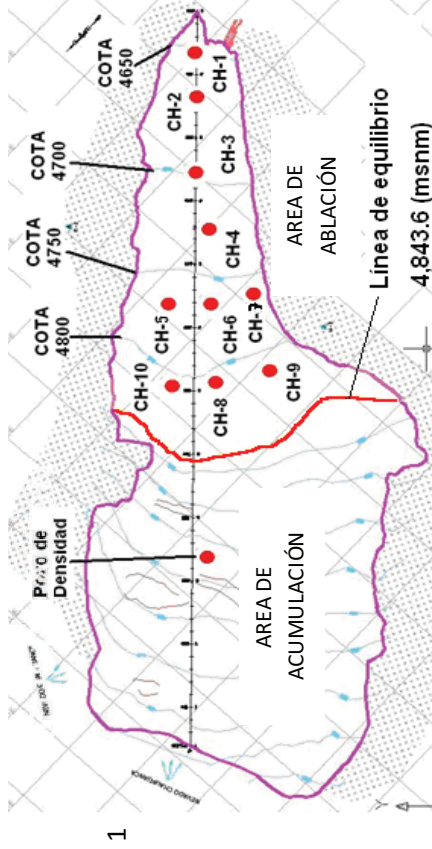 COTA
4650
COTA
4700
COTA
4750
COTA
4800
CH-1
CH-2
CH-3
CH-4
CH-5
CH-6
CH-7
CH-8
CH-9
CH-10
Densidad
AREA DE
ABLACIÓN
AREA DE
ACUMULACIÓN
Línea de equilibrio
4,843.6 (msnm)
Y
1